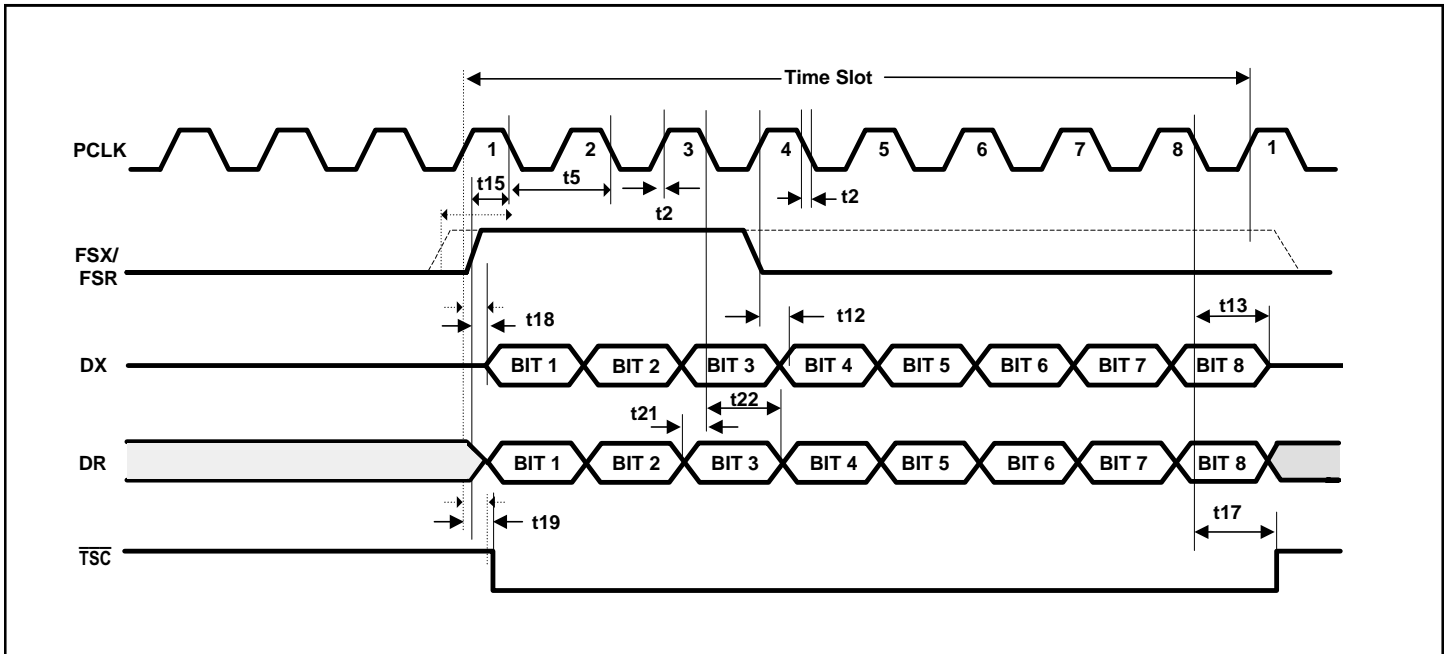 Time Slot
PCLK
1 2 3 4 5 6 7 8 1
t15 t5 t2 t2
FSX/
FSR
t18 t12 t13
DX
BIT 1 BIT 2 BIT 3 BIT 4 BIT 5 BIT 6 BIT 7 BIT 8
t21 t22
DR
BIT 1 BIT 2 BIT 3 BIT 4 BIT 5 BIT 6 BIT 7 BIT 8
t19 t17
TSC